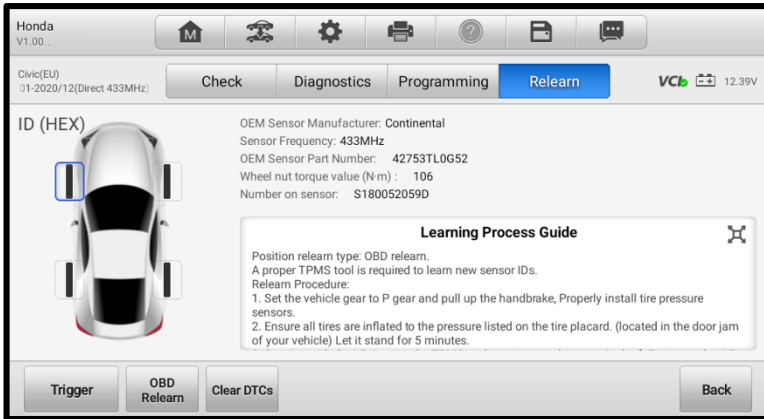 Honda
V1.00...
M
?
Civic(EU)
01-2020/12(Direct 433MHz)
Check
Diagnostics
Programming
Relearn
VCI
12.39V
ID (HEX)
OEM Sensor Manufacturer: Continental
Sensor Frequency: 433MHz
OEM Sensor Part Number: 42753TL0G52
Wheel nut torque value (N·m) : 106
Number on sensor: S180052059D
Learning Process Guide
Position relearn type: OBD relearn.
A proper TPMS tool is required to learn new sensor IDs.
Relearn Procedure:
1. Set the vehicle gear to P gear and pull up the handbrake, Properly install tire pressure
sensors.
2. Ensure all tires are inflated to the pressure listed on the tire placard. (located in the door jam
of your vehicle) Let it stand for 5 minutes.
Trigger
OBD
Relearn
Clear DTCs
Back